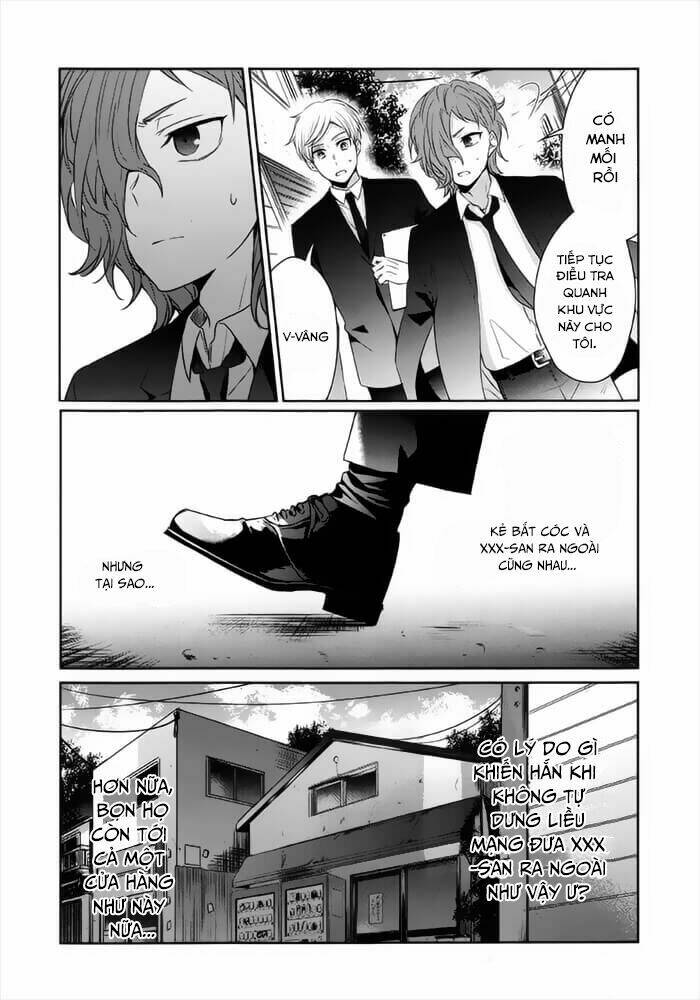 CÓ
MANH
MỐI
RỒI
TIẾP TỤC
ĐIỀU TRA
QUANH
KHU VỰC
NÀY CHO
TÔI.
V-VÂNG
KẺ BẮT CÓC VÀ
XXX-SAN RA NGOÀI
CÙNG NHAU...
NHƯNG
TẠI SAO...
CÓ LÝ DO GÌ
KHIẾN HẮN KHI
KHÔNG TỰ
DƯNG LIỀU
MẠNG ĐƯA XXX
-SAN RA NGOÀI
NHƯ VẬY Ư?
HƠN NỮA,
BỌN HỌ
CÒN TỚI
CẢ MỘT
CỬA HÀNG
NHƯ NÀY
NỮA...